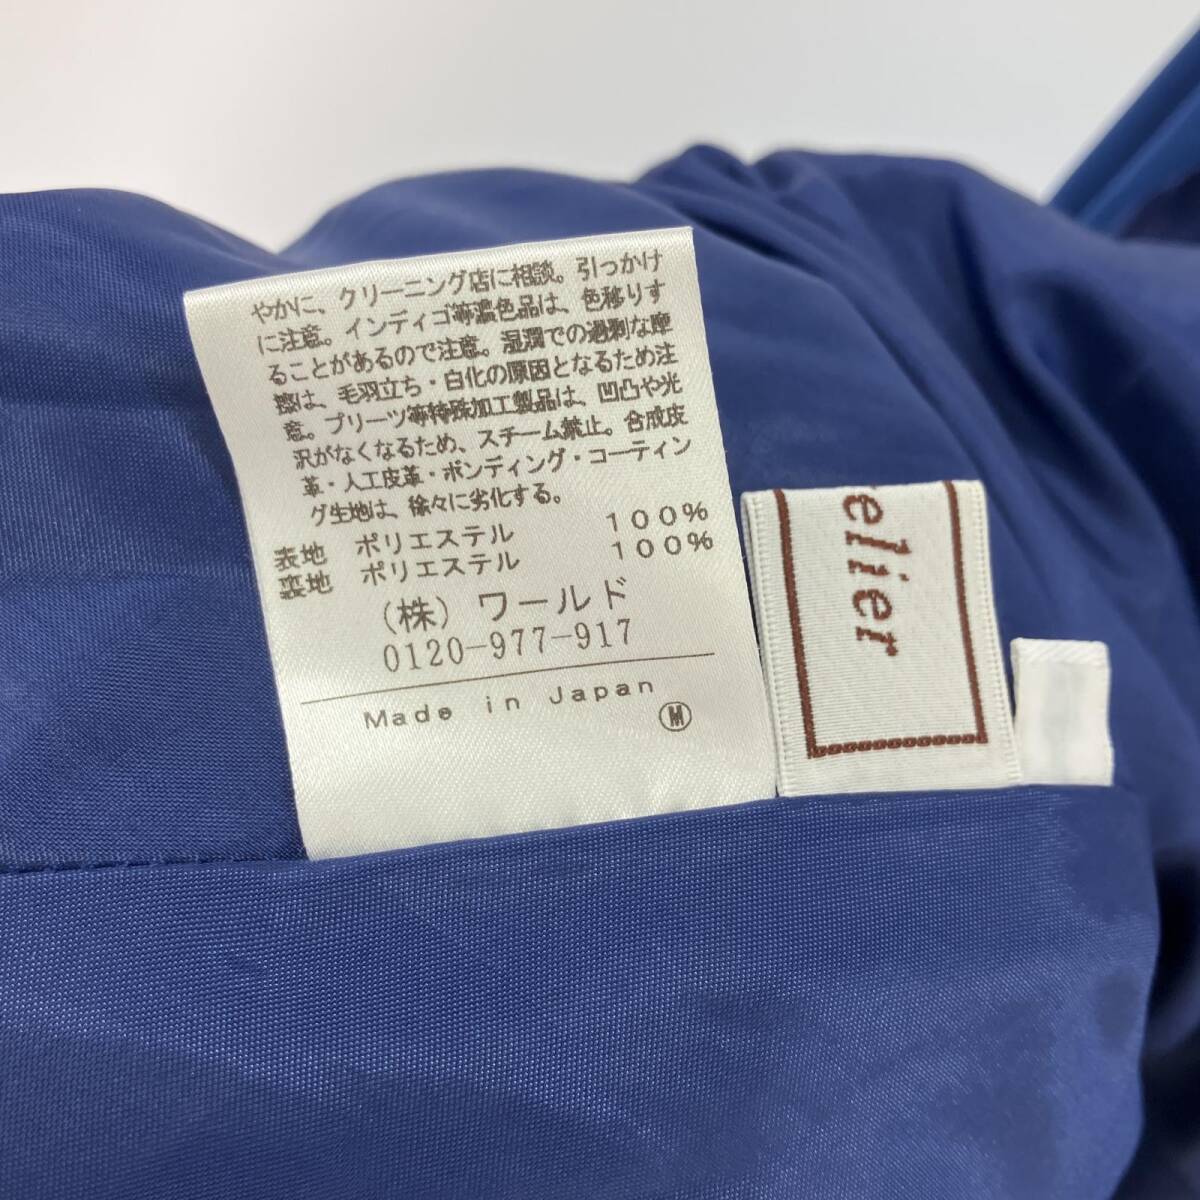 やかに、クリーニング店に相談。引っかけ
に注意。インディゴ等濃色品は、色移りす
ることがあるので注意。湿潤での過剰な摩
擦は、毛羽立ち・白化の原因となるため注
意。プリーツ等特殊加工製品は、凹凸や光
沢がなくなるため、スチーム禁止。合成皮
革・人工皮革・ボンディング・コーティン
グ生地は、徐々に劣化する。
表地 ポリエステル 100%
裏地 ポリエステル 100%
(株)ワールド
0120-977-917
Made in Japan
M
elier